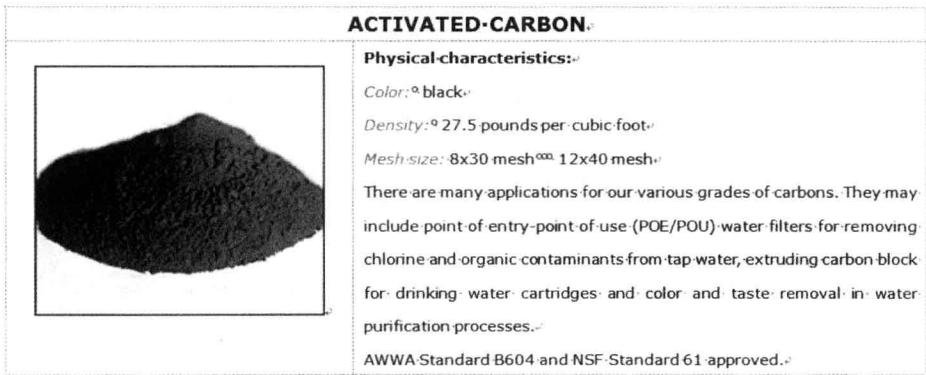 ACTIVATED CARBON
Physical characteristics:
Color: black
Density: 27.5 pounds per cubic foot
Mesh size: 8x30 mesh 12x40 mesh
There are many applications for our various grades of carbons. They may
include point of entry-point of use (POE/POU) water filters for removing
chlorine and organic contaminants from tap water, extruding carbon block
for drinking water cartridges and color and taste removal in water
purification processes.
AWWA Standard B604 and NSF Standard 61 approved.